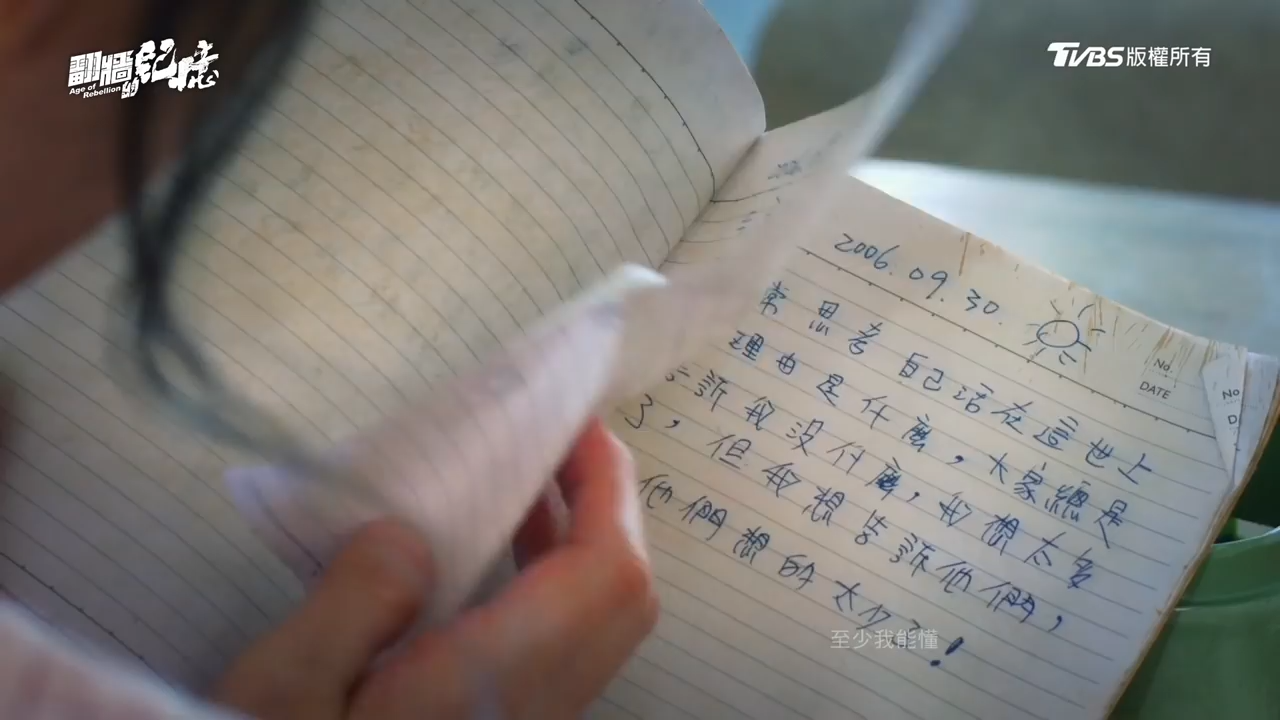 翻牆的記憶
Age of
Rebellion
TVBS版權所有
2006.09.30.
No.
DATE
No
D
常思考自己活在這世上
理由是什麼，大家總是
告訴我沒什麼，我想太多
了，但我想告訴他們，
他們想的太少了！
至少我能懂